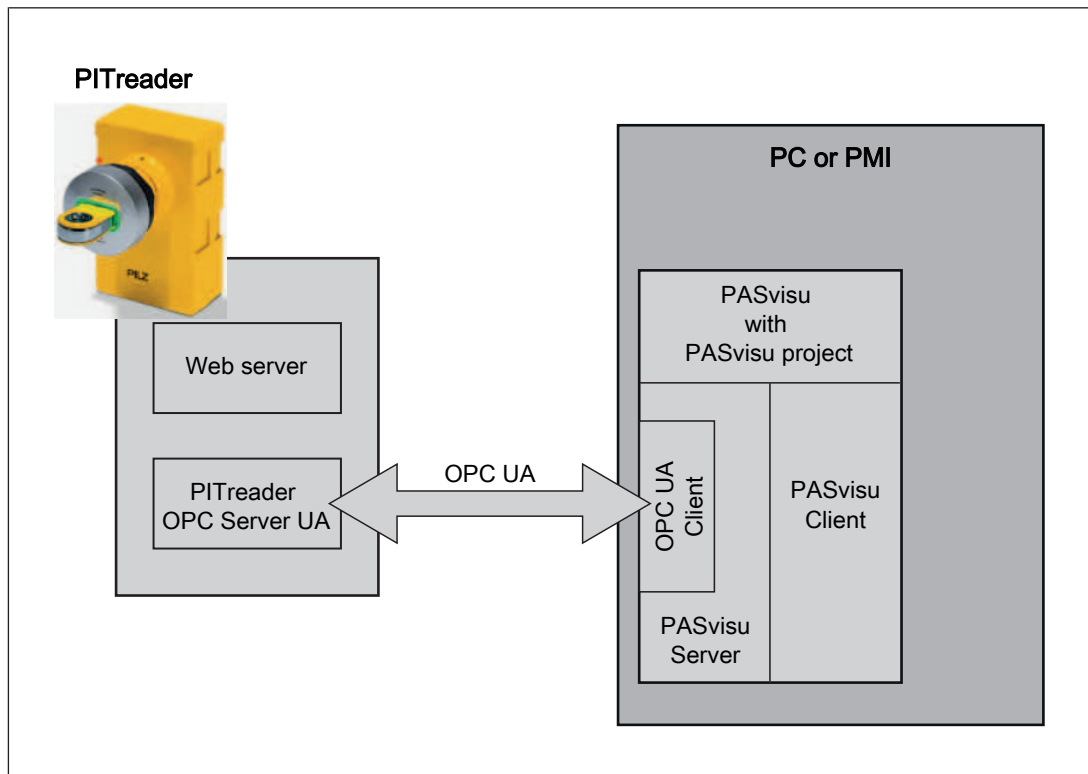 PITreader
PILZ
Web server
PITreader
OPC Server UA
OPC UA
PC or PMI
PASvisu
with
PASvisu project
OPC UA
Client
PASvisu
Server
PASvisu
Client